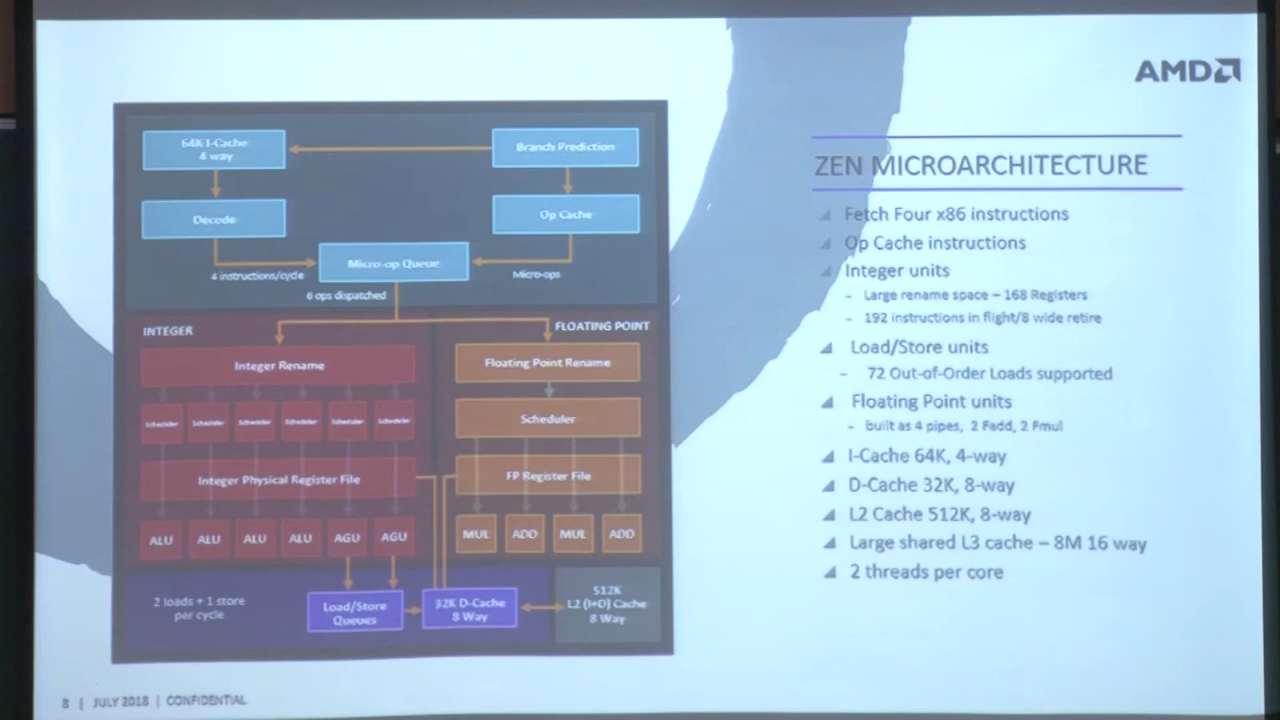 AMD
64K I-Cache
4 way
Branch Prediction
Decode
Op Cache
Micro-op Queue
4 instructions/cycle
Micro-ops
6 ops dispatched
INTEGER
FLOATING POINT
Integer Rename
Floating Point Rename
Scheduler Scheduler Scheduler Scheduler Scheduler Scheduler
Scheduler
Integer Physical Register File
FP Register File
ALU ALU ALU ALU AGU AGU
MUL ADD MUL ADD
2 loads + 1 store
per cycle
Load/Store
Queues
32K D-Cache
8 Way
512K
L2 (I+D) Cache
8 Way
ZEN MICROARCHITECTURE
Fetch Four x86 instructions
Op Cache instructions
Integer units
- Large rename space – 168 Registers
- 192 instructions in flight/8 wide retire
Load/Store units
- 72 Out-of-Order Loads supported
Floating Point units
- built as 4 pipes, 2 Fadd, 2 Fmul
I-Cache 64K, 4-way
D-Cache 32K, 8-way
L2 Cache 512K, 8-way
Large shared L3 cache – 8M 16 way
2 threads per core
8 | JULY 2018 | CONFIDENTIAL